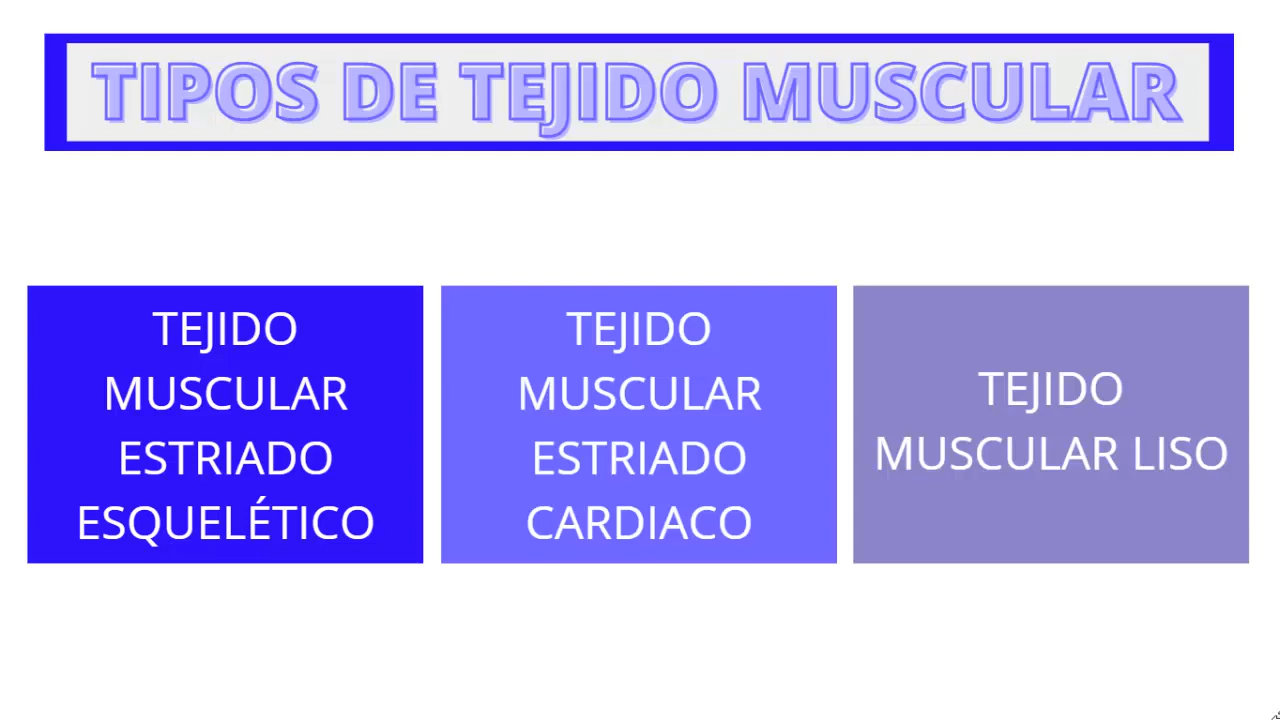 TIPOS DE TEJIDO MUSCULAR
TEJIDO
MUSCULAR
ESTRIADO
ESQUELÉTICO
TEJIDO
MUSCULAR
ESTRIADO
CARDIACO
TEJIDO
MUSCULAR LISO